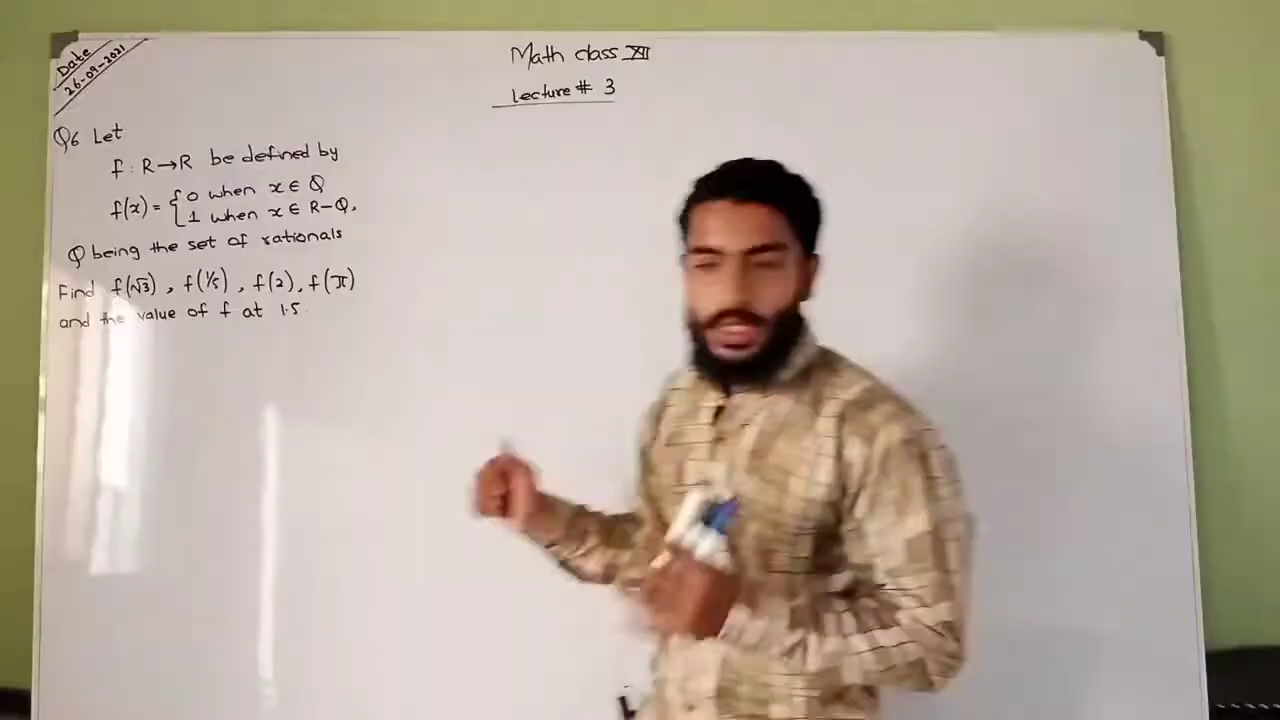 Date
26-09-2021
Math class XII
Lecture # 3
Q6 Let
f : R→R be defined by
f(x) = { 0 when x ∈ Q
1 when x ∈ R-Q,
Q being the set of rationals
Find f(√3), f(1/5), f(2), f(π)
and the value of f at 1.5